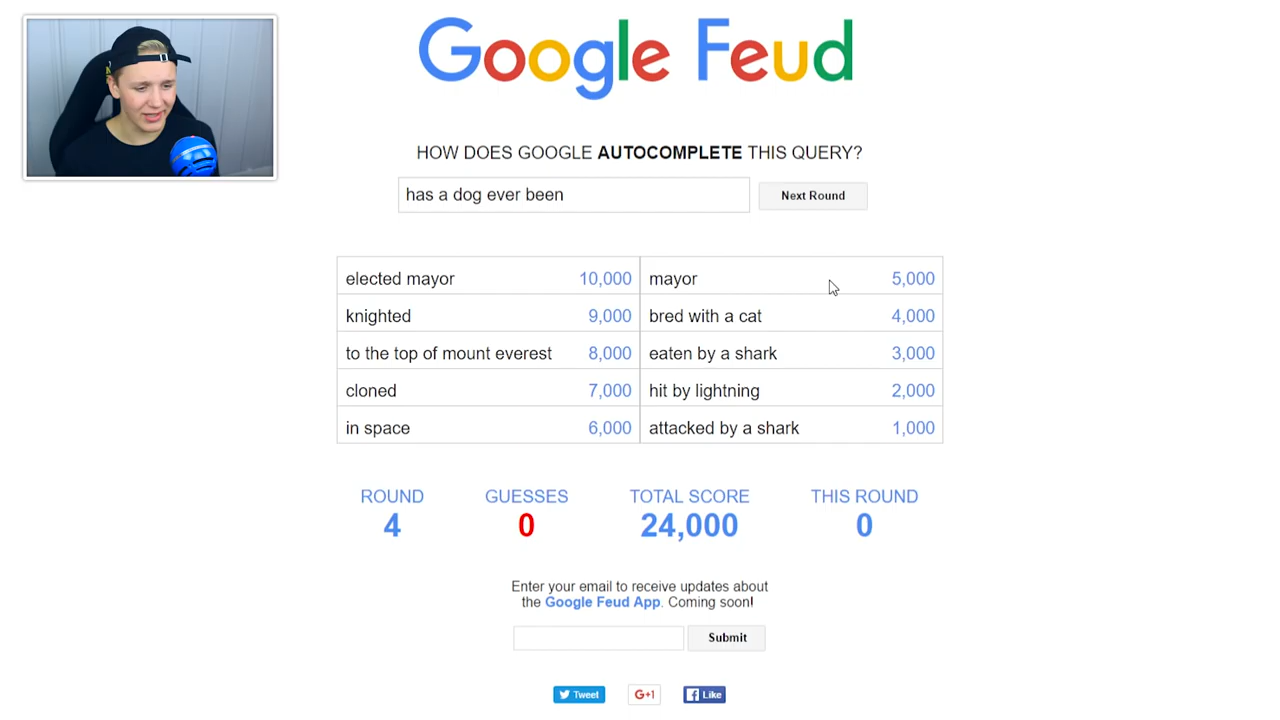 Google Feud
HOW DOES GOOGLE AUTOCOMPLETE THIS QUERY?
has a dog ever been
Next Round
elected mayor 10,000 mayor 5,000
knighted 9,000 bred with a cat 4,000
to the top of mount everest 8,000 eaten by a shark 3,000
cloned 7,000 hit by lightning 2,000
in space 6,000 attacked by a shark 1,000
ROUND GUESSES TOTAL SCORE THIS ROUND
4 0 24,000 0
Enter your email to receive updates about
the Google Feud App. Coming soon!
Submit
Tweet G+1 Like